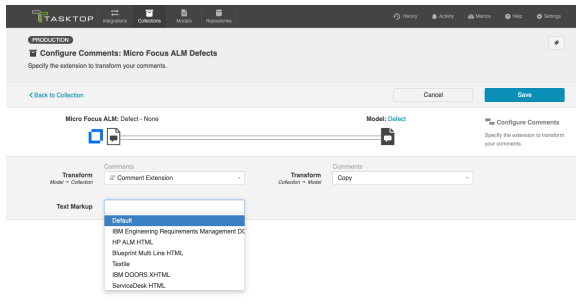 TASKTOP
Integrations
Collections
Models
Repositories
History
Activity
Metrics
Help
Settings
PRODUCTION
Configure Comments: Micro Focus ALM Defects
Specify the extension to transform your comments.
Back to Collection
Cancel
Save
Micro Focus ALM: Defect - None
Model: Defect
Configure Comments
Specify the extension to transform
your comments.
Comments
Transform
Model → Collection
Comment Extension
Comments
Transform
Collection → Model
Copy
Text Markup
Default
IBM Engineering Requirements Management DO
HP ALM HTML
Blueprint Multi Line HTML
Textile
IBM DOORS XHTML
ServiceDesk HTML